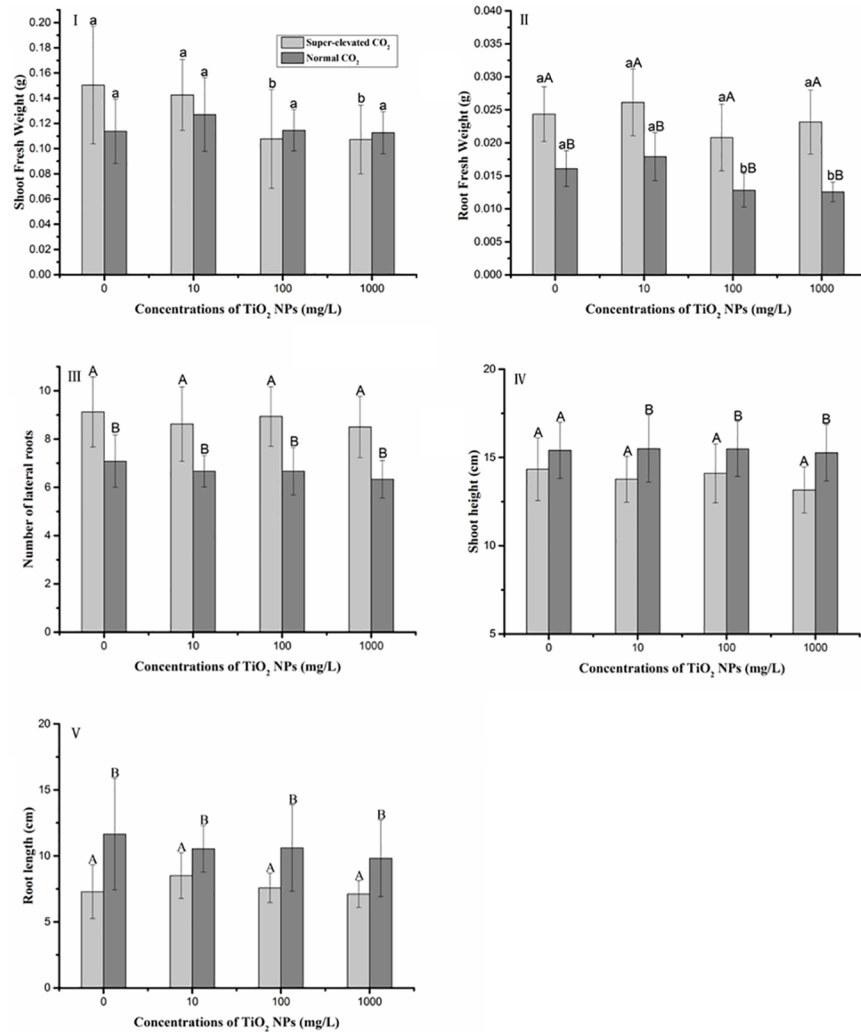 I
Super-elevated CO₂
Normal CO₂
Shoot Fresh Weight (g)
0.20
0.18
0.16
0.14
0.12
0.10
0.08
0.06
0.04
0.02
0.00
a a a a b a b a
0 10 100 1000
Concentrations of TiO₂ NPs (mg/L)
II
Root Fresh Weight (g)
0.040
0.035
0.030
0.025
0.020
0.015
0.010
0.005
0.000
aA aB aA aB aA bB aA bB
0 10 100 1000
Concentrations of TiO₂ NPs (mg/L)
III
Number of lateral roots
10
8
6
4
2
0
A B A B A B A B
0 10 100 1000
Concentrations of TiO₂ NPs (mg/L)
IV
Shoot height (cm)
25
20
15
10
5
A A A B A B A B
0 10 100 1000
Concentrations of TiO₂ NPs (mg/L)
V
Root length (cm)
20
15
10
5
0
A B A B A B A B
0 10 100 1000
Concentrations of TiO₂ NPs (mg/L)